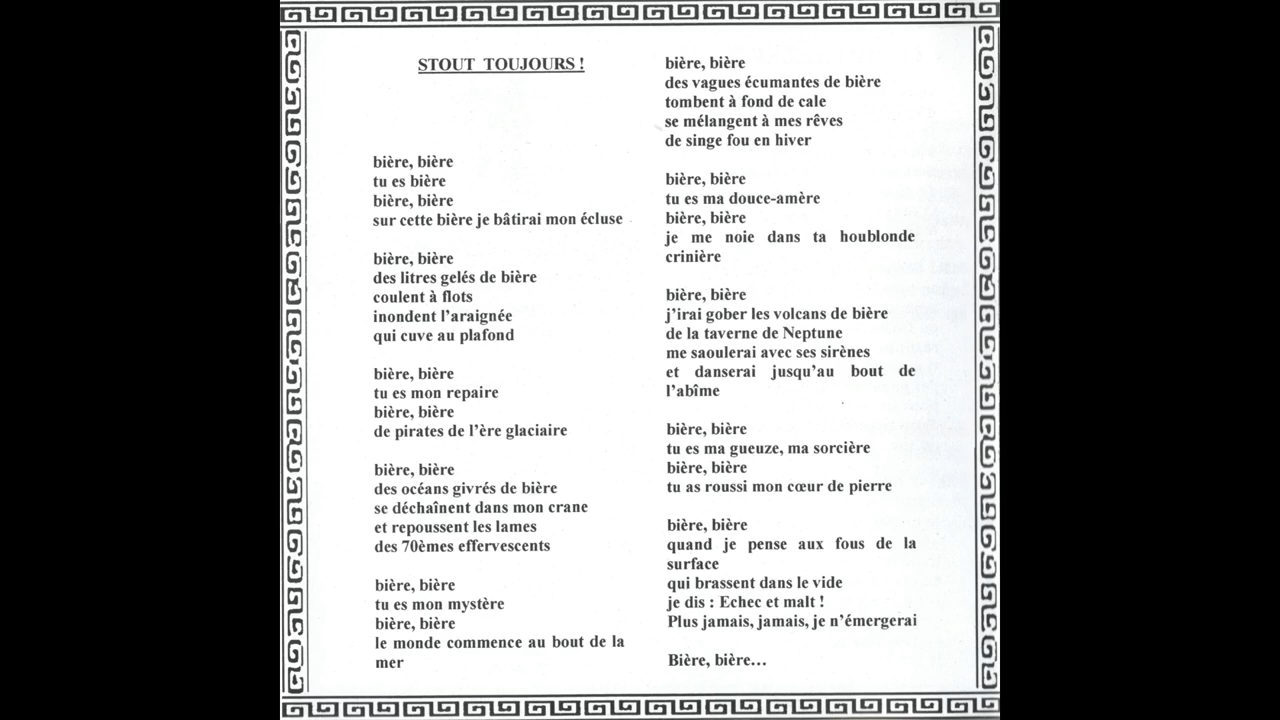 STOUT TOUJOURS !
bière, bière
tu es bière
bière, bière
sur cette bière je bâtirai mon écluse
bière, bière
des litres gelés de bière
coulent à flots
inondent l'araignée
qui cuve au plafond
bière, bière
tu es mon repaire
bière, bière
de pirates de l'ère glaciaire
bière, bière
des océans givrés de bière
se déchaînent dans mon crane
et repoussent les lames
des 70èmes effervescents
bière, bière
tu es mon mystère
bière, bière
le monde commence au bout de la
mer
bière, bière
des vagues écumantes de bière
tombent à fond de cale
se mélangent à mes rêves
de singe fou en hiver
bière, bière
tu es ma douce-amère
bière, bière
je me noie dans ta houblonde
crinière
bière, bière
j'irai gober les volcans de bière
de la taverne de Neptune
me saoulerai avec ses sirènes
et danserai jusqu'au bout de
l'abîme
bière, bière
tu es ma gueuze, ma sorcière
bière, bière
tu as roussi mon cœur de pierre
bière, bière
quand je pense aux fous de la
surface
qui brassent dans le vide
je dis : Echec et malt !
Plus jamais, jamais, je n'émergerai
Bière, bière…